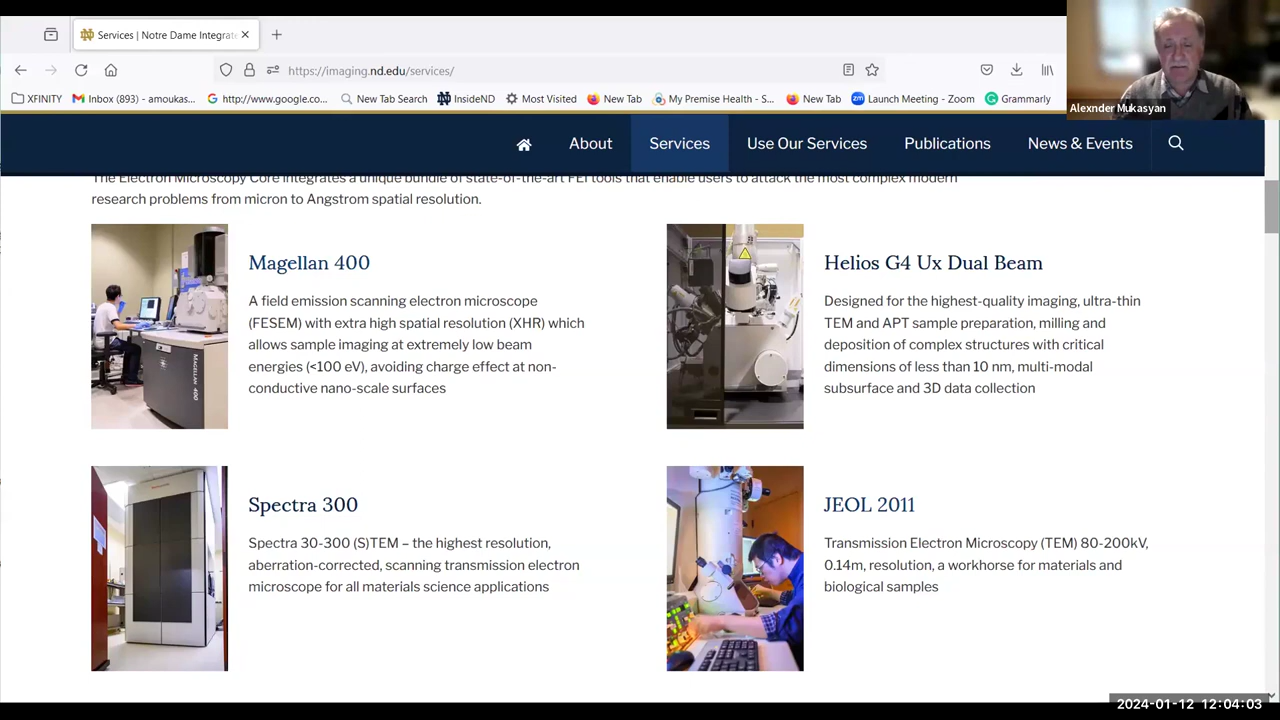 Services | Notre Dame Integrate
https://imaging.nd.edu/services/
XFINITY
Inbox (893) - amoukas...
http://www.google.co...
New Tab Search
InsideND
Most Visited
New Tab
My Premise Health - S...
New Tab
Launch Meeting - Zoom
Grammarly
Alexnder Mukasyan
About
Services
Use Our Services
Publications
News & Events
The Electron Microscopy Core integrates a unique bundle of state-of-the-art FEI tools that enable users to attack the most complex modern
research problems from micron to Angstrom spatial resolution.
Magellan 400
A field emission scanning electron microscope
(FESEM) with extra high spatial resolution (XHR) which
allows sample imaging at extremely low beam
energies (<100 eV), avoiding charge effect at non-
conductive nano-scale surfaces
MAGELLAN 400
Helios G4 Ux Dual Beam
Designed for the highest-quality imaging, ultra-thin
TEM and APT sample preparation, milling and
deposition of complex structures with critical
dimensions of less than 10 nm, multi-modal
subsurface and 3D data collection
Spectra 300
Spectra 30-300 (S)TEM – the highest resolution,
aberration-corrected, scanning transmission electron
microscope for all materials science applications
JEOL 2011
Transmission Electron Microscopy (TEM) 80-200kV,
0.14m, resolution, a workhorse for materials and
biological samples
2024-01-12 12:04:03